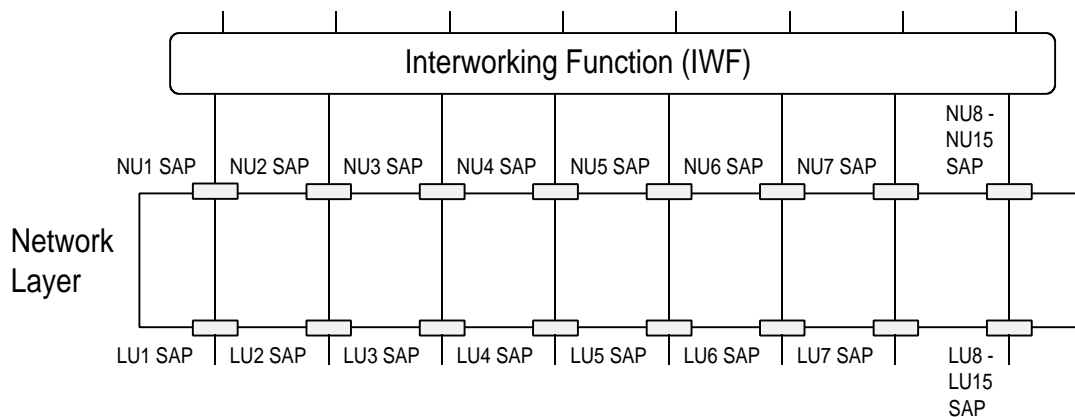 Interworking Function (IWF)
NU8 -
NU15
SAP
NU1 SAP NU2 SAP NU3 SAP NU4 SAP NU5 SAP NU6 SAP NU7 SAP
Network
Layer
LU1 SAP LU2 SAP LU3 SAP LU4 SAP LU5 SAP LU6 SAP LU7 SAP
LU8 -
LU15
SAP